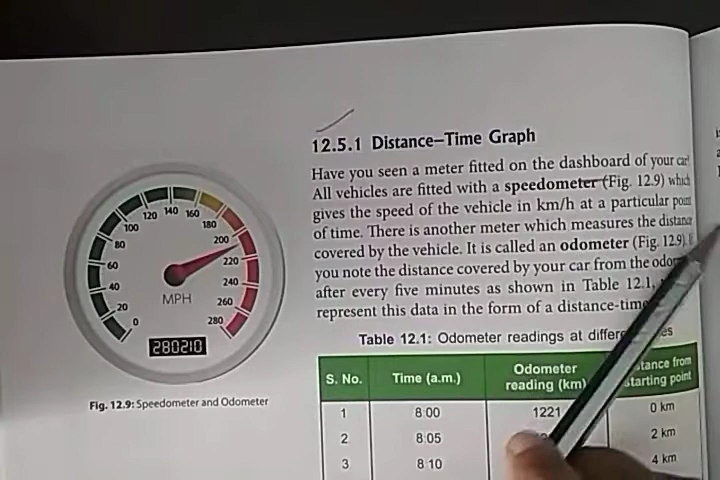 12.5.1 Distance–Time Graph
Have you seen a meter fitted on the dashboard of your car
All vehicles are fitted with a speedometer (Fig. 12.9) which
gives the speed of the vehicle in km/h at a particular point
of time. There is another meter which measures the distance
covered by the vehicle. It is called an odometer (Fig. 12.9).
you note the distance covered by your car from the
after every five minutes as shown in Table 12.1,
represent this data in the form of a
0
20
40
60
80
100
120
140
160
180
200
220
240
260
280
MPH
280210
Fig. 12.9: Speedometer and Odometer
Table 12.1: Odometer readings at
S. No. Time (a.m.) Odometer reading (km) starting point
1 8:00 1221 0 km
2 8:05 2 km
3 8:10 4 km